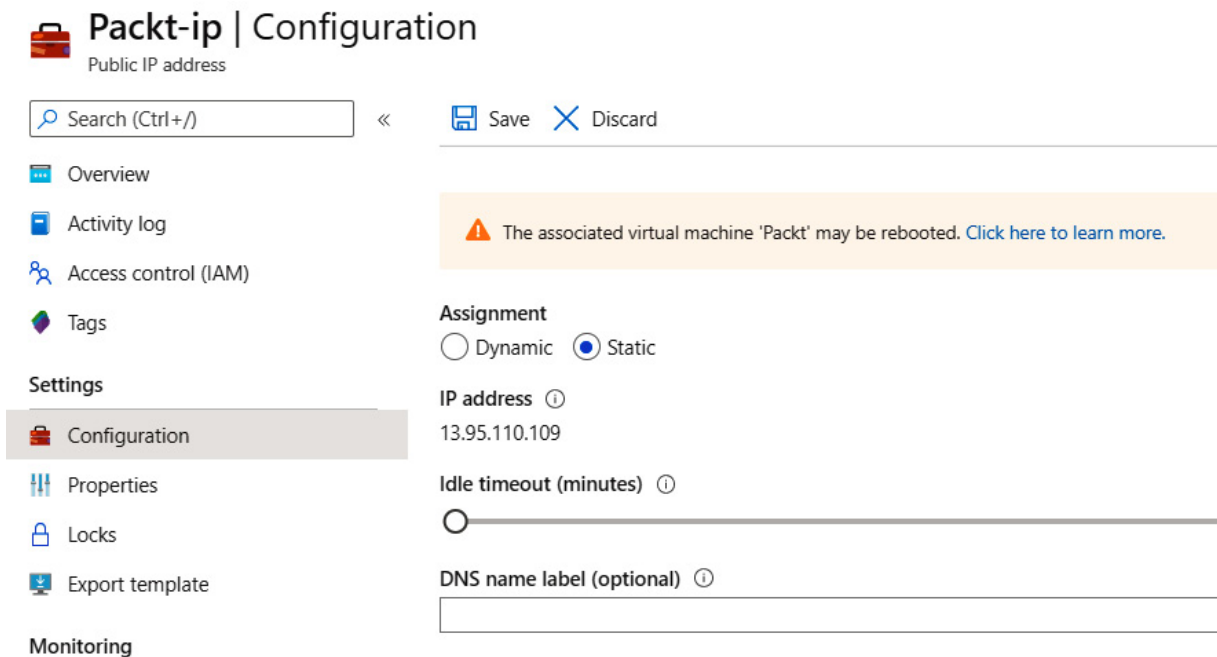 Packt-ip | Configuration
Public IP address
Search (Ctrl+/)
«
Save
Discard
Overview
Activity log
Access control (IAM)
Tags
Settings
Configuration
Properties
Locks
Export template
Monitoring
The associated virtual machine 'Packt' may be rebooted. Click here to learn more.
Assignment
Dynamic Static
IP address
13.95.110.109
Idle timeout (minutes)
DNS name label (optional)